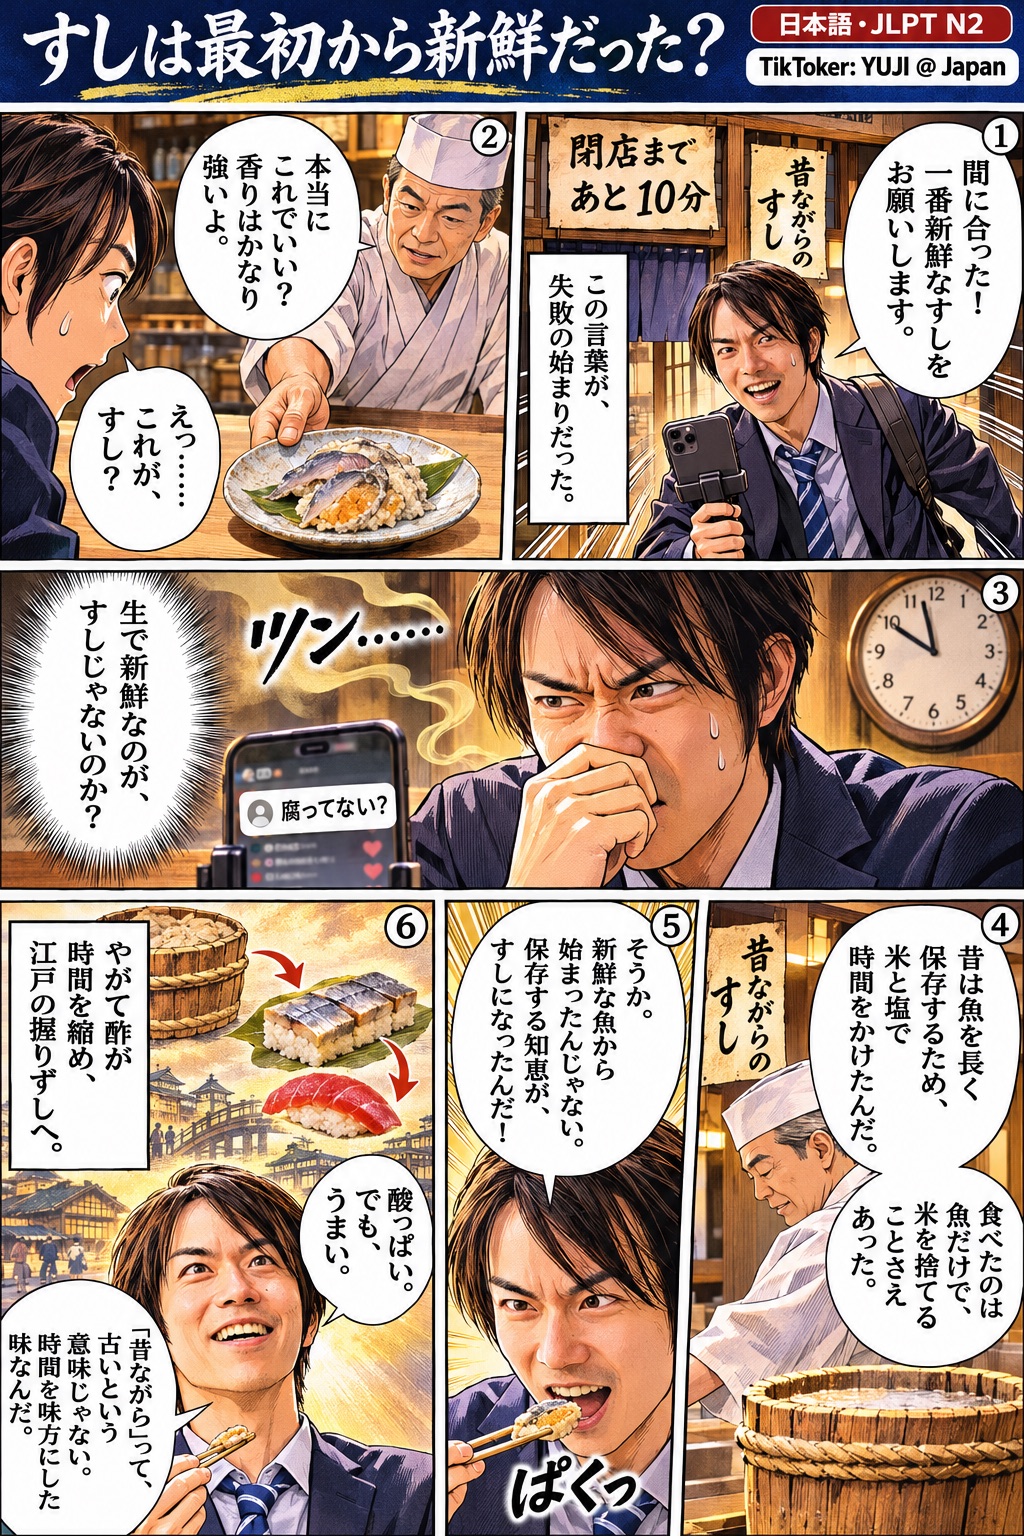 すしは最初から新鮮だった?
日本語・JLPT N2
TikToker: YUJI @ Japan
①
閉店まで
あと10分
昔ながらの
すし
間に合った!
一番新鮮なすしを
お願いします。
この言葉が、
失敗の始まりだった。
②
本当に
これでいい?
香りはかなり
強いよ。
えっ……
これが、
すし?
③
11
12
1
2
3
4
5
6
7
8
9
10
ツン……
腐ってない?
生で新鮮なのが、
すしじゃないのか?
④
昔ながらの
すし
昔は魚を長く
保存するため、
米と塩で
時間をかけたんだ。
食べたのは
魚だけで、
米を捨てる
ことさえ
あった。
⑤
そうか。
新鮮な魚から
始まったんじゃない。
保存する知恵が、
すしになったんだ!
ぱくっ
⑥
やがて酢が
時間を縮め、
江戸の握りずしへ。
酸っぱい。
でも、
うまい。
「昔ながら」って、
古いという
意味じゃない。
時間を味方にした
味なんだ。